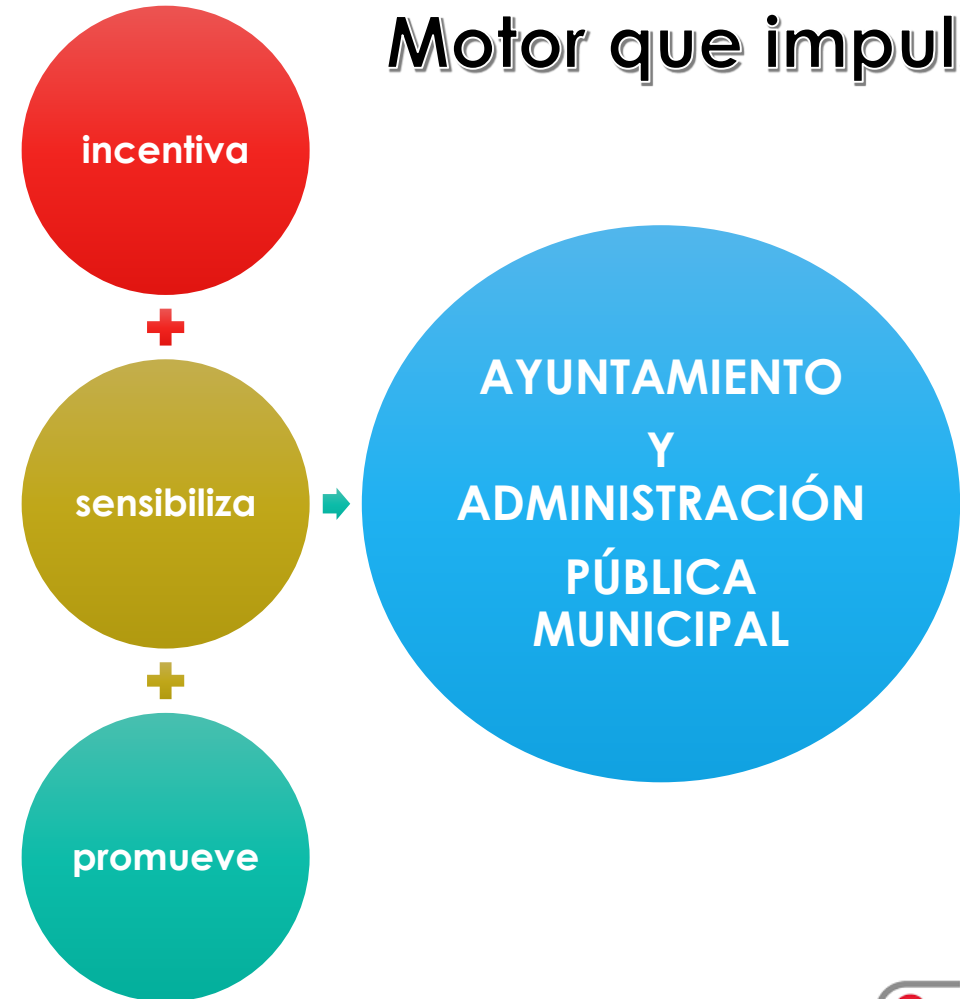 Motor que impul
incentiva
sensibiliza
promueve
AYUNTAMIENTO
Y
ADMINISTRACIÓN
PÚBLICA
MUNICIPAL